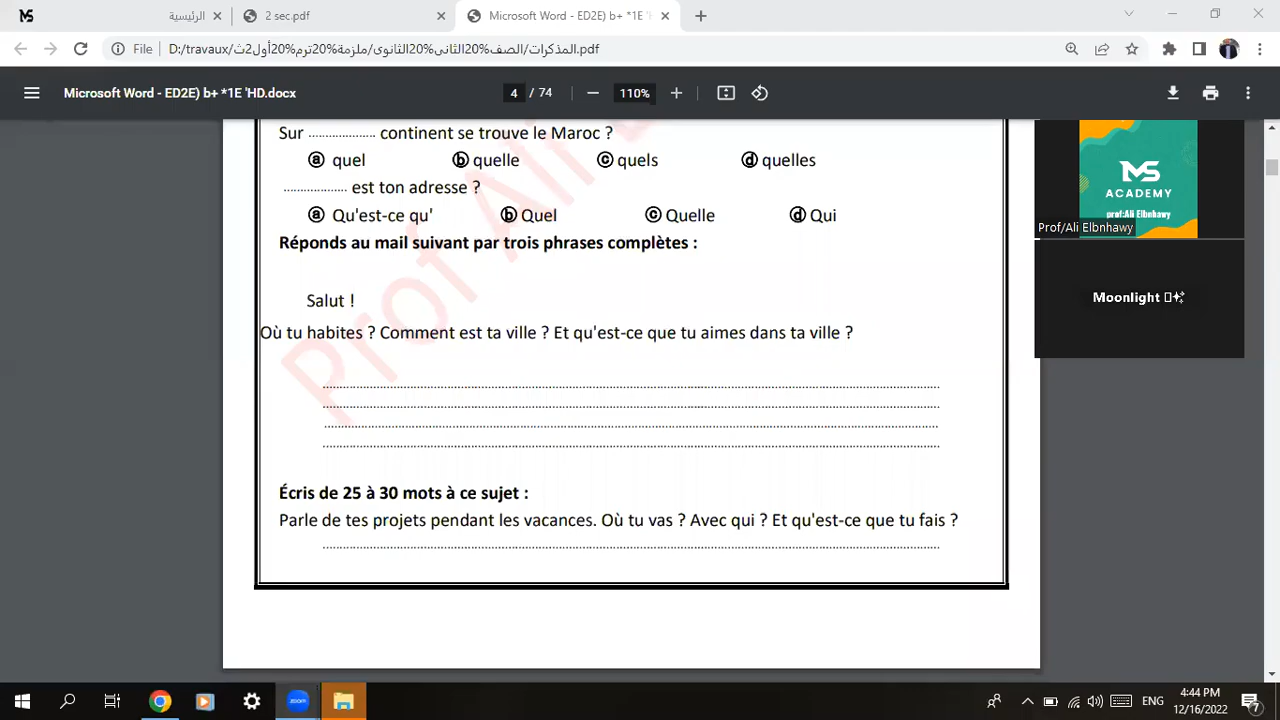 الرئيسية
2 sec.pdf
Microsoft Word - ED2E) b+ *1E 'H
File D:/travaux/المذكرات/الصف%20الثانى%20الثانوى/ملزمة%20ترم%20أول2ث.pdf
Microsoft Word - ED2E) b+ *1E 'HD.docx
4 / 74
110%
Sur ..................... continent se trouve le Maroc ?
ⓐ quel ⓑ quelle ⓒ quels ⓓ quelles
.................... est ton adresse ?
ⓐ Qu'est-ce qu' ⓑ Quel ⓒ Quelle ⓓ Qui
Réponds au mail suivant par trois phrases complètes :
Salut !
Où tu habites ? Comment est ta ville ? Et qu'est-ce que tu aimes dans ta ville ?
Écris de 25 à 30 mots à ce sujet :
Parle de tes projets pendant les vacances. Où tu vas ? Avec qui ? Et qu'est-ce que tu fais ?
Prof Ali
MS
ACADEMY
prof:Ali Elbnhawy
Prof/Ali Elbnhawy
Moonlight
ENG
4:44 PM
12/16/2022
7